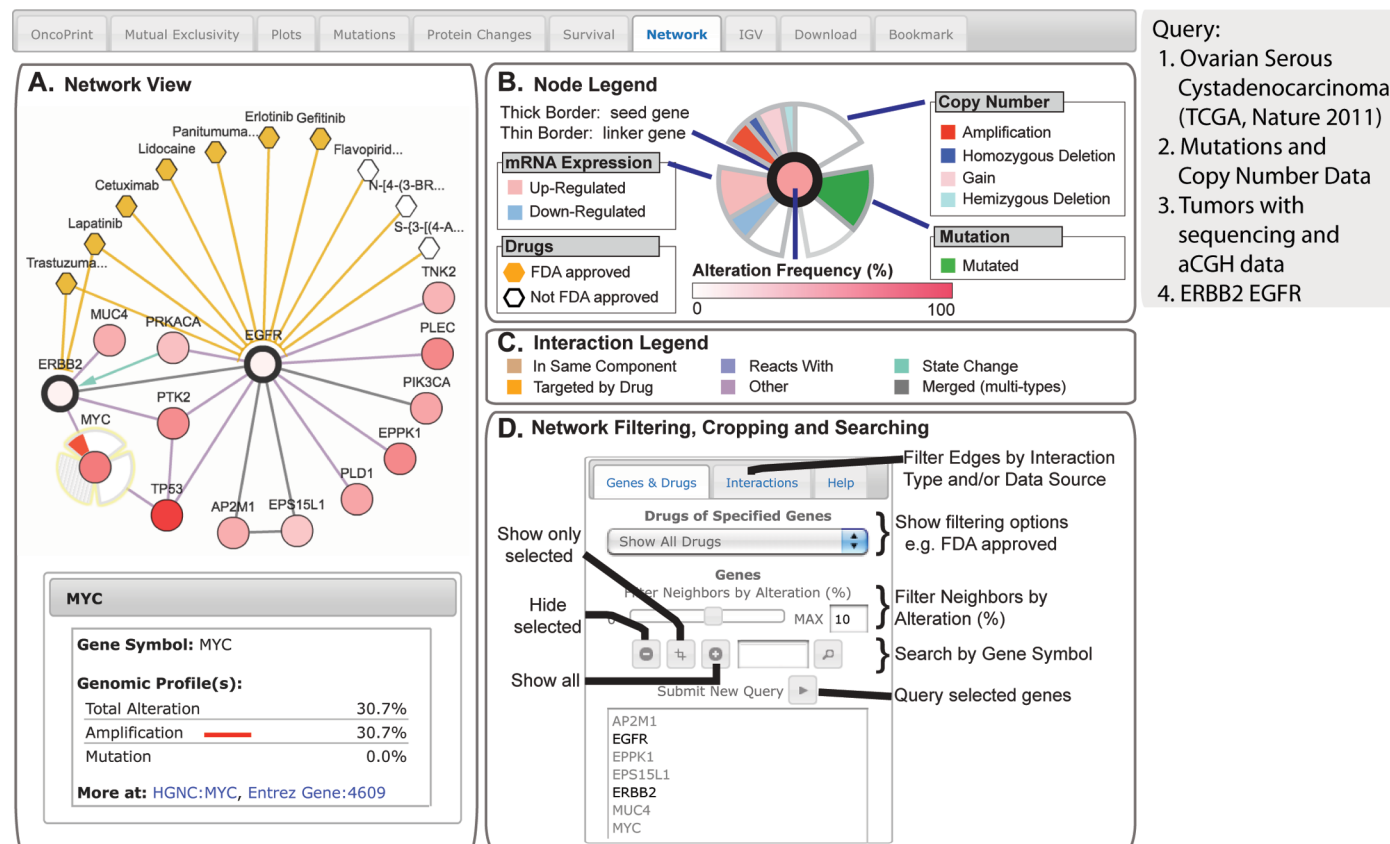 OncoPrint
Mutual Exclusivity
Plots
Mutations
Protein Changes
Survival
Network
IGV
Download
Bookmark
Query:
1. Ovarian Serous
Cystadenocarcinoma
(TCGA, Nature 2011)
2. Mutations and
Copy Number Data
3. Tumors with
sequencing and
aCGH data
4. ERBB2 EGFR
A. Network View
Erlotinib
Gefitinib
Panitumuma...
Flavopirid...
Lidocaine
N-[4-(3-BR...
Cetuximab
S-{3-[(4-A...
Lapatinib
Trastuzuma...
TNK2
MUC4
PRKACA
PLEC
EGFR
ERBB2
PIK3CA
PTK2
MYC
EPPK1
PLD1
TP53
AP2M1
EPS15L1
MYC
Gene Symbol: MYC
Genomic Profile(s):
Total Alteration 30.7%
Amplification 30.7%
Mutation 0.0%
More at: HGNC:MYC, Entrez Gene:4609
B. Node Legend
Thick Border: seed gene
Thin Border: linker gene
mRNA Expression
Up-Regulated
Down-Regulated
Drugs
FDA approved
Not FDA approved
Copy Number
Amplification
Homozygous Deletion
Gain
Hemizygous Deletion
Mutation
Mutated
Alteration Frequency (%)
0 100
C. Interaction Legend
In Same Component
Reacts With
State Change
Targeted by Drug
Other
Merged (multi-types)
D. Network Filtering, Cropping and Searching
Genes & Drugs
Interactions
Help
Filter Edges by Interaction
Type and/or Data Source
Drugs of Specified Genes
Show All Drugs
Show filtering options
e.g. FDA approved
Show only
selected
Genes
Filter Neighbors by Alteration (%)
0 MAX 10
Filter Neighbors by
Alteration (%)
Hide
selected
Search by Gene Symbol
Show all
Submit New Query
Query selected genes
AP2M1
EGFR
EPPK1
EPS15L1
ERBB2
MUC4
MYC